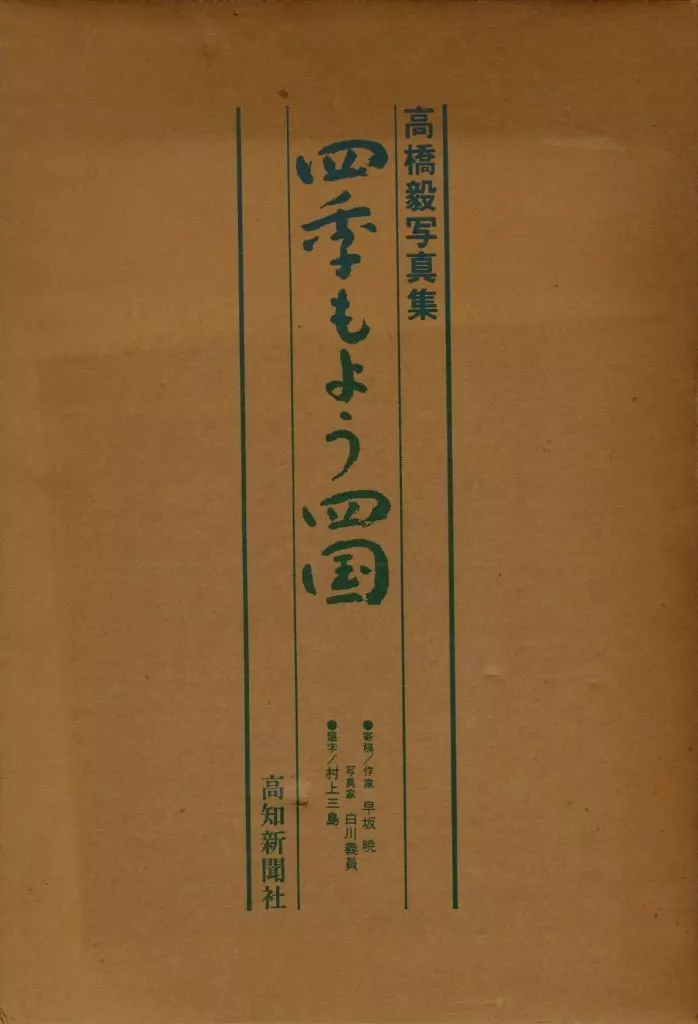 高橋毅写真集
四季もよう四国
●寄稿／作家 早坂 暁
写真家 白川義員
●題字／村上三島
高知新聞社